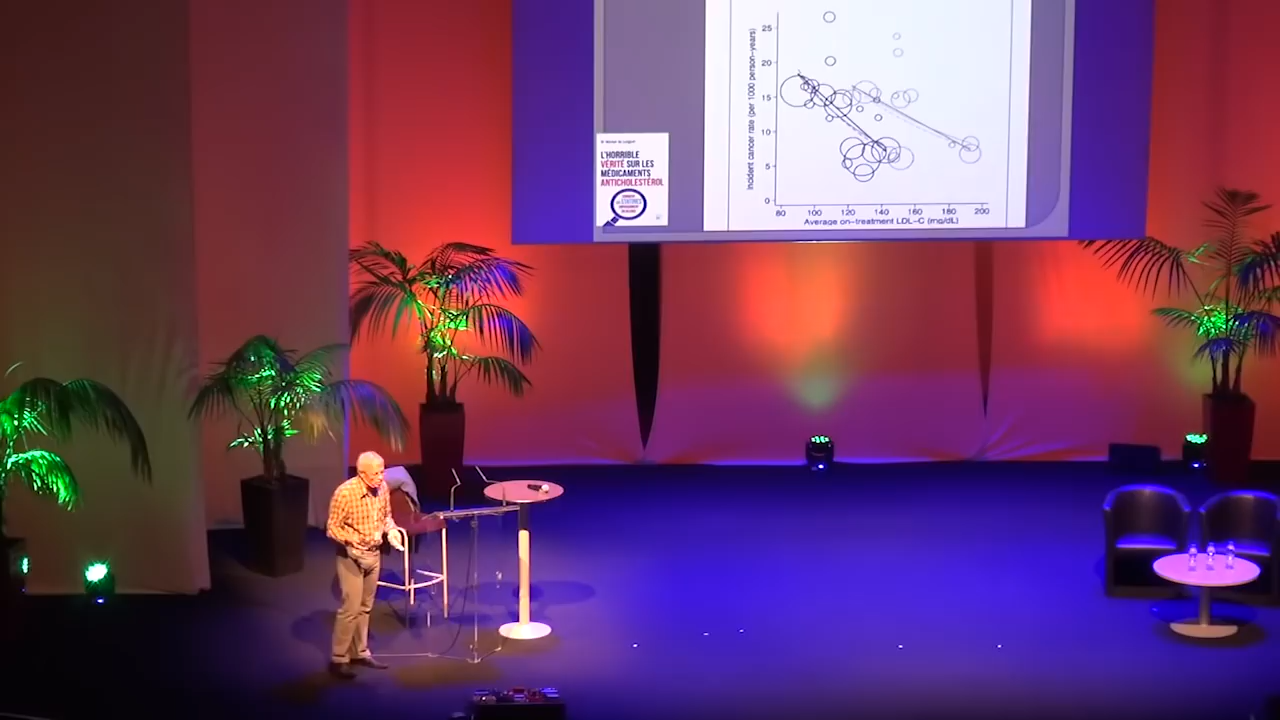 25
20
15
10
5
0
Incident cancer rate (per 1000 person-years)
80 100 120 140 160 180 200
Average on-treatment LDL-C (mg/dL)
L'HORRIBLE
VÉRITÉ SUR LES
MÉDICAMENTS
ANTICHOLESTÉROL